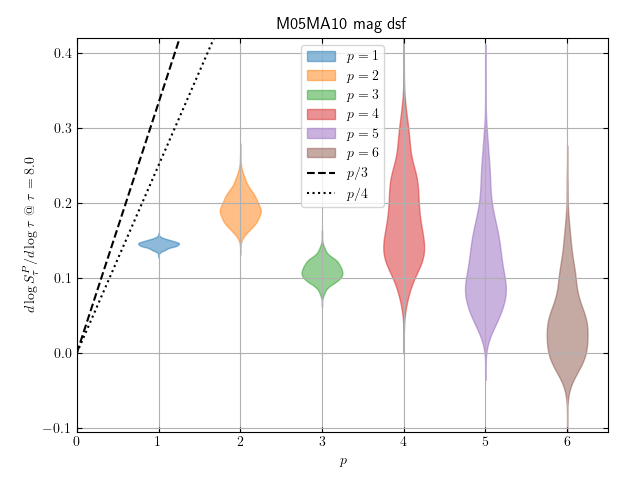 M05MA10 mag dsf
0.4
0.3
0.2
0.1
0.0
−0.1
d log S_τ^P / d log τ @ τ = 8.0
p = 1
p = 2
p = 3
p = 4
p = 5
p = 6
p/3
p/4
0 1 2 3 4 5 6
p